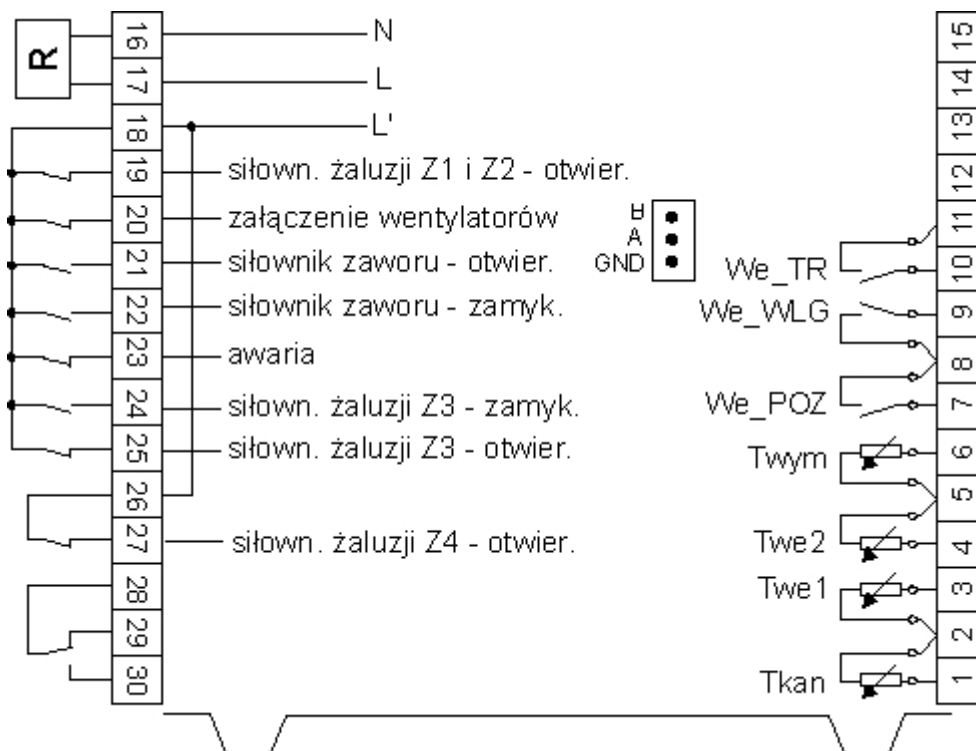 R
16
N
17
L
18
L'
19
siłown. żaluzji Z1 i Z2 - otwier.
20
załączenie wentylatorów
21
siłownik zaworu - otwier.
22
siłownik zaworu - zamyk.
23
awaria
24
siłown. żaluzji Z3 - zamyk.
25
siłown. żaluzji Z3 - otwier.
26
27
siłown. żaluzji Z4 - otwier.
28
29
30
B
A
GND
15
14
13
12
11
We_TR
10
We_WLG
9
8
We_POZ
7
Twym
6
5
Twe2
4
Twe1
3
2
Tkan
1